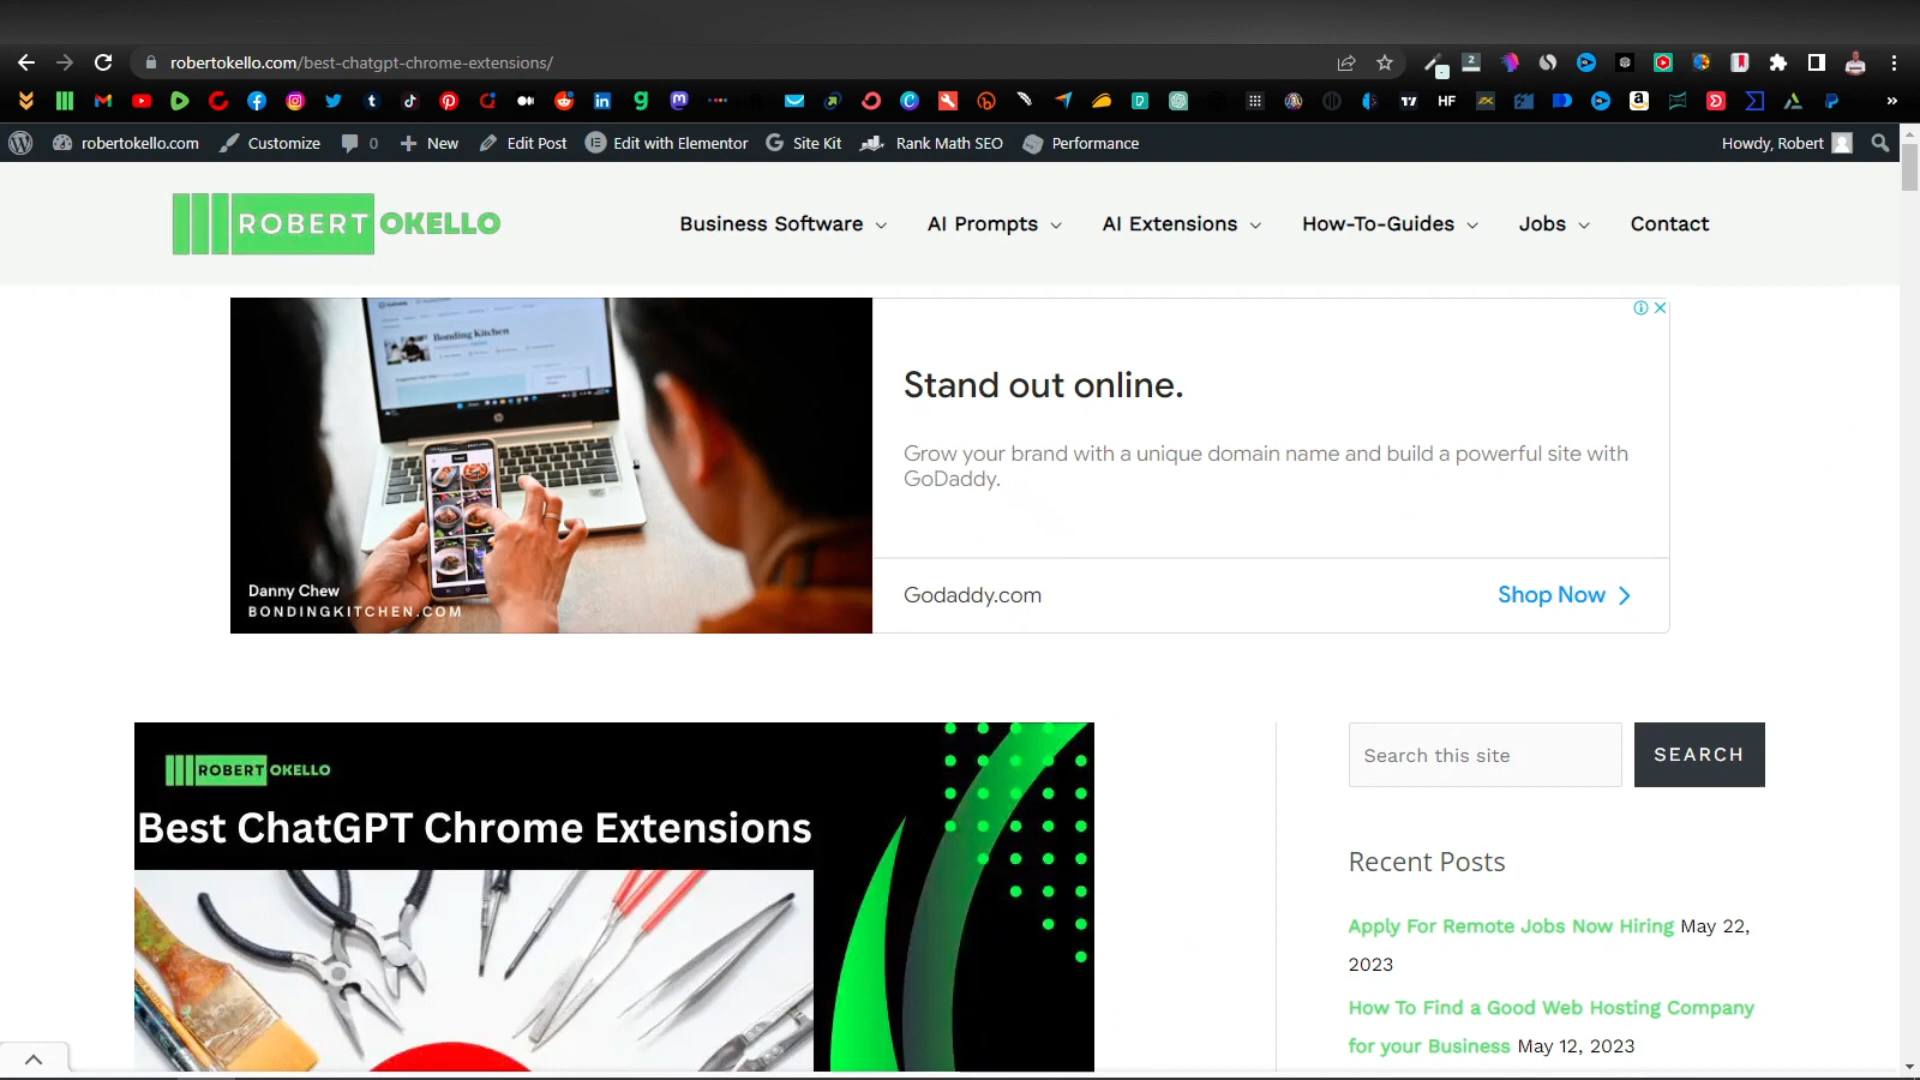 robertokello.com/best-chatgpt-chrome-extensions/
robertokello.com
Customize
0
New
Edit Post
Edit with Elementor
Site Kit
Rank Math SEO
Performance
Howdy, Robert
ROBERT OKELLO
Business Software
AI Prompts
AI Extensions
How-To-Guides
Jobs
Contact
Bonding Kitchen
Danny Chew
BONDINGKITCHEN.COM
Stand out online.
Grow your brand with a unique domain name and build a powerful site with
GoDaddy.
Godaddy.com
Shop Now
ROBERT OKELLO
Best ChatGPT Chrome Extensions
Search this site
SEARCH
Recent Posts
Apply For Remote Jobs Now Hiring May 22,
2023
How To Find a Good Web Hosting Company
for your Business May 12, 2023